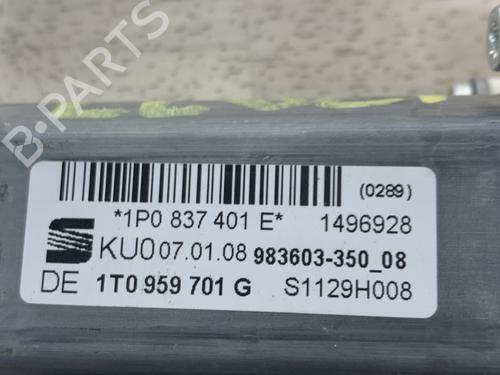 B-PARTS
(0289)
*1P0 837 401 E* 1496928
KU0 07.01.08 983603-350_08
DE 1T0 959 701 G S1129H008